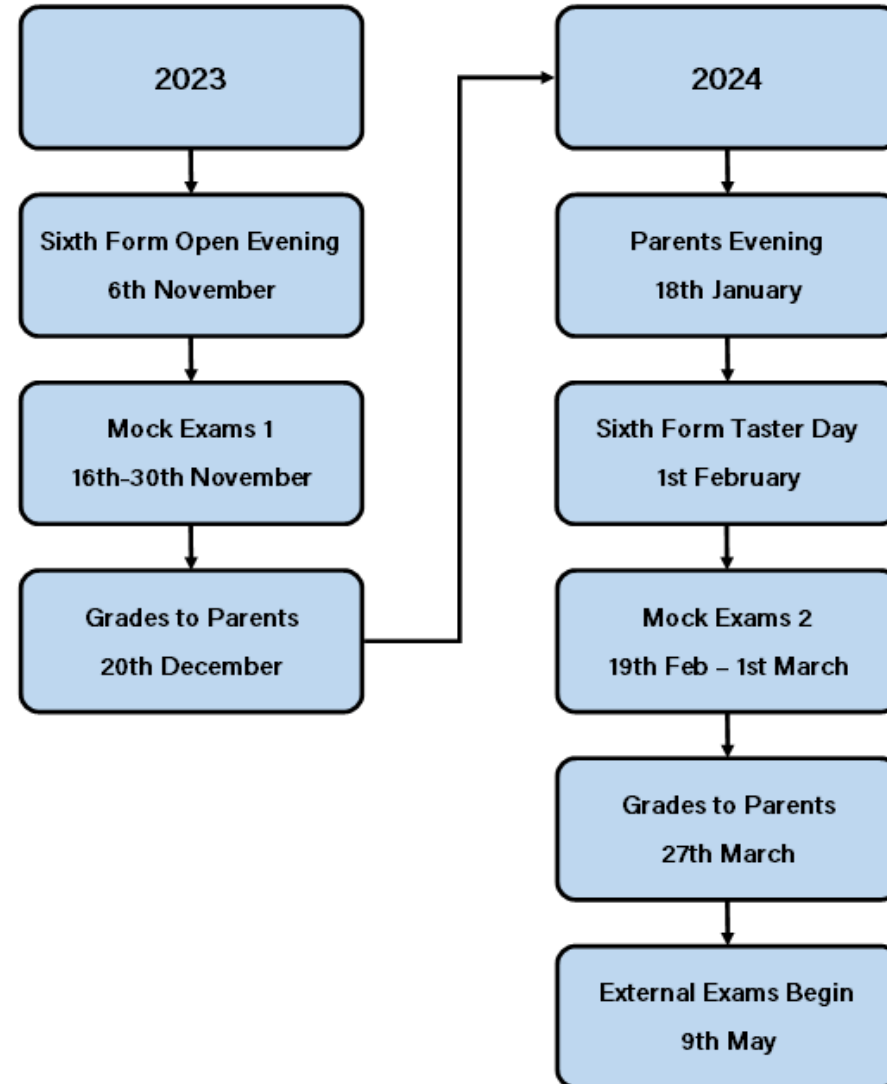 2023
Sixth Form Open Evening
6th November
Mock Exams 1
16th-30th November
Grades to Parents
20th December
2024
Parents Evening
18th January
Sixth Form Taster Day
1st February
Mock Exams 2
19th Feb – 1st March
Grades to Parents
27th March
External Exams Begin
9th May